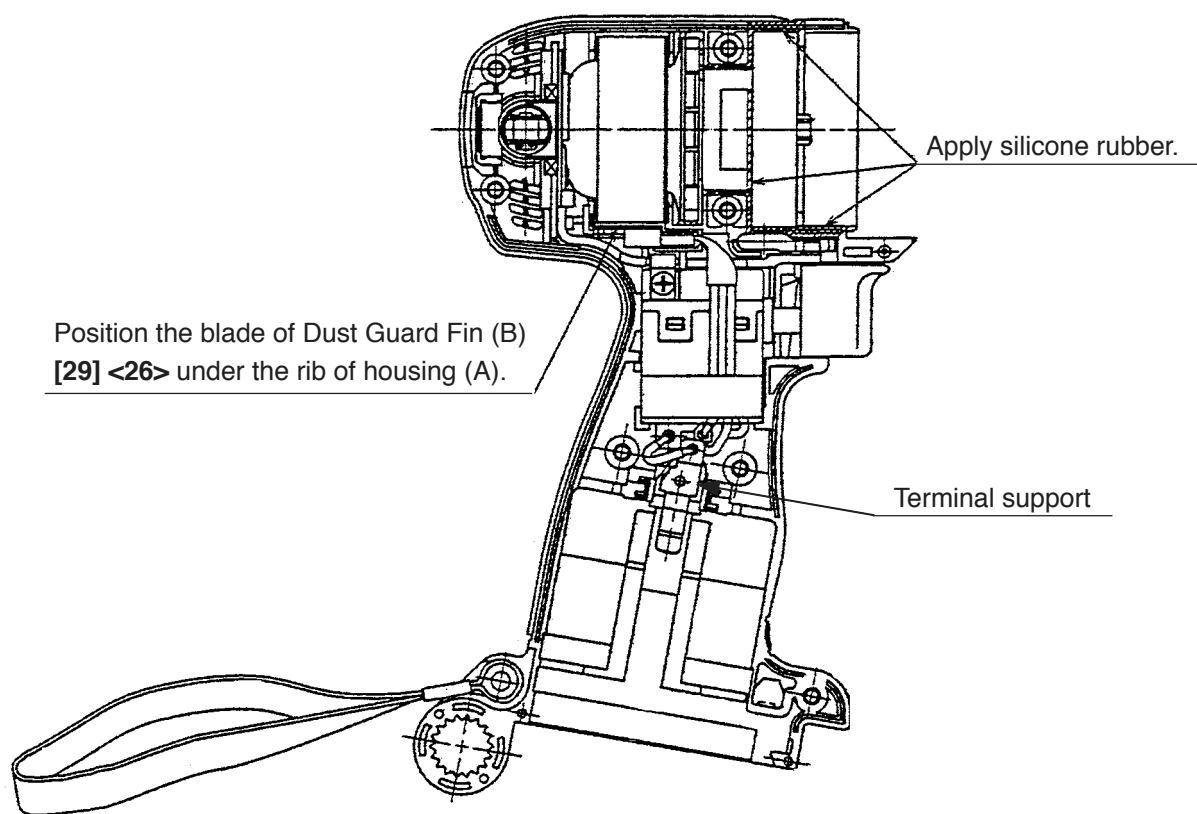 Apply silicone rubber.
Position the blade of Dust Guard Fin (B)
[29] <26> under the rib of housing (A).
Terminal support